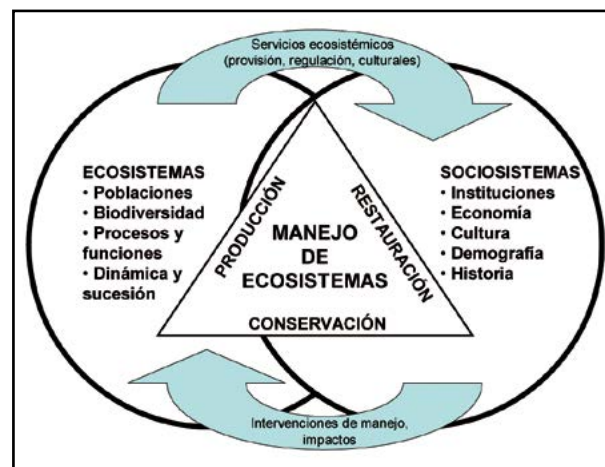 Servicios ecosistémicos
(provisión, regulación, culturales)
ECOSISTEMAS
• Poblaciones
• Biodiversidad
• Procesos y
funciones
• Dinámica y
sucesión
PRODUCCIÓN
MANEJO
DE
ECOSISTEMAS
RESTAURACIÓN
CONSERVACIÓN
SOCIOSISTEMAS
• Instituciones
• Economía
• Cultura
• Demografía
• Historia
Intervenciones de manejo,
impactos